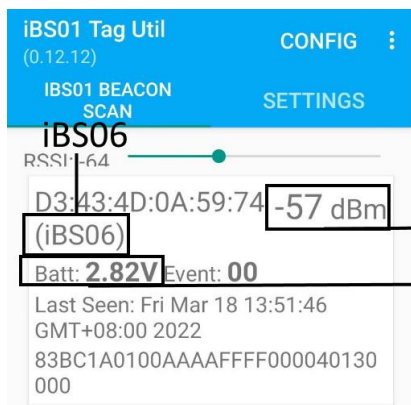 iBS01 Tag Util
CONFIG
(0.12.12)
IBS01 BEACON
SCAN
SETTINGS
iBS06
RSSI: -64
D3:43:4D:0A:59:74
-57 dBm
(iBS06)
Batt: 2.82V Event: 00
Last Seen: Fri Mar 18 13:51:46
GMT+08:00 2022
83BC1A0100AAAAFFFF000040130
000